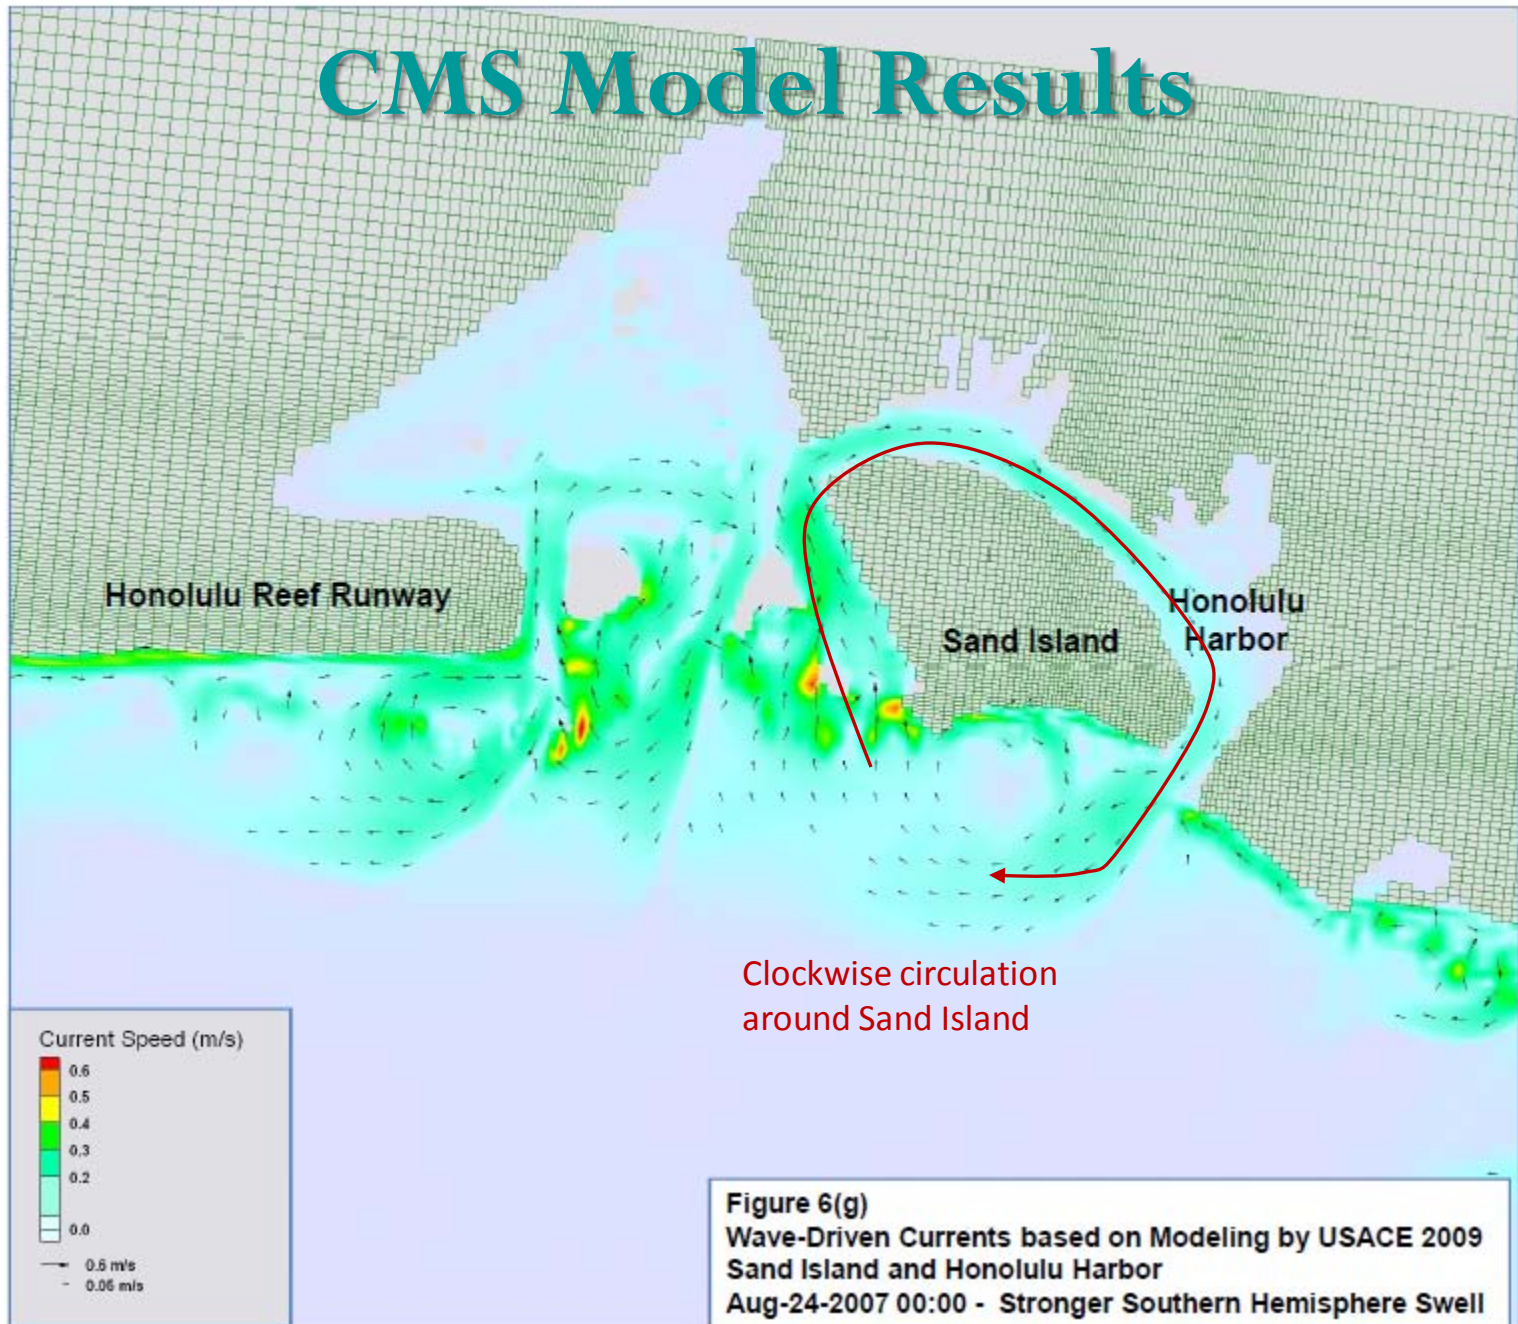 CMS Model Results
Honolulu Reef Runway
Sand Island
Honolulu
Harbor
Clockwise circulation
around Sand Island
Current Speed (m/s)
0.6
0.5
0.4
0.3
0.2
0.0
0.6 m/s
0.05 m/s
Figure 6(g)
Wave-Driven Currents based on Modeling by USACE 2009
Sand Island and Honolulu Harbor
Aug-24-2007 00:00 - Stronger Southern Hemisphere Swell